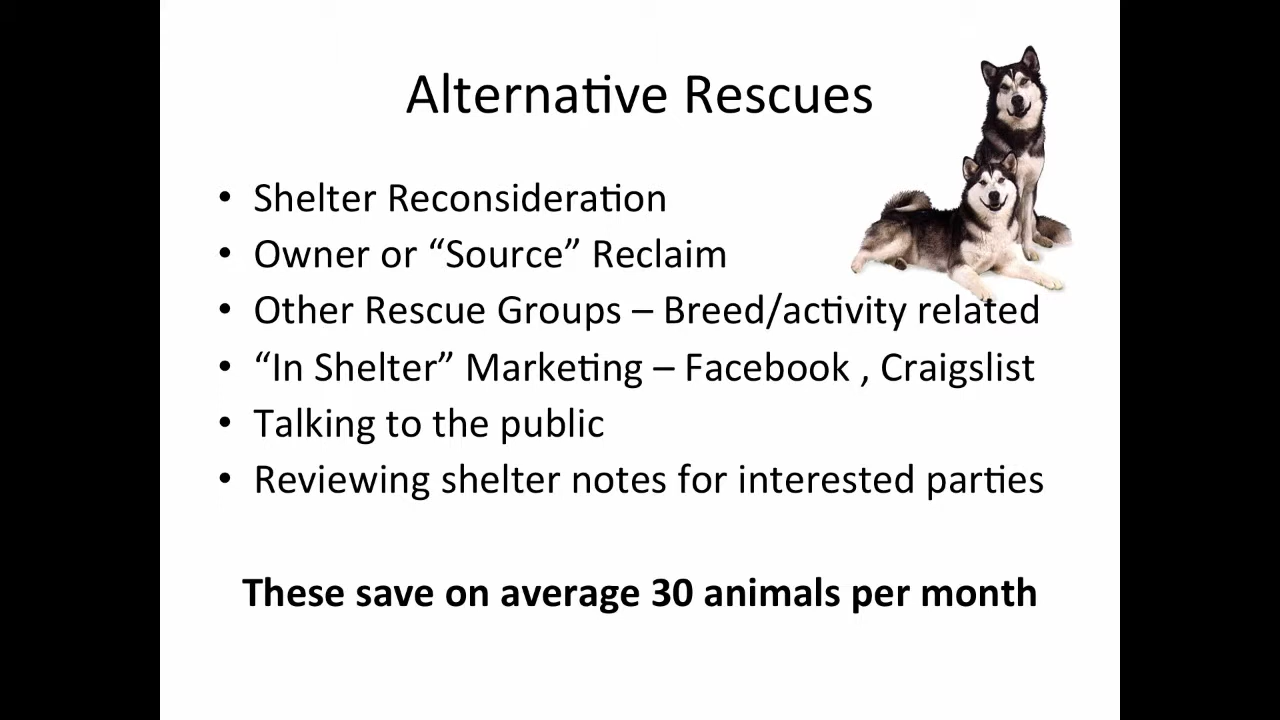 Alternative Rescues
• Shelter Reconsideration
• Owner or “Source” Reclaim
• Other Rescue Groups – Breed/activity related
• “In Shelter” Marketing – Facebook , Craigslist
• Talking to the public
• Reviewing shelter notes for interested parties
These save on average 30 animals per month